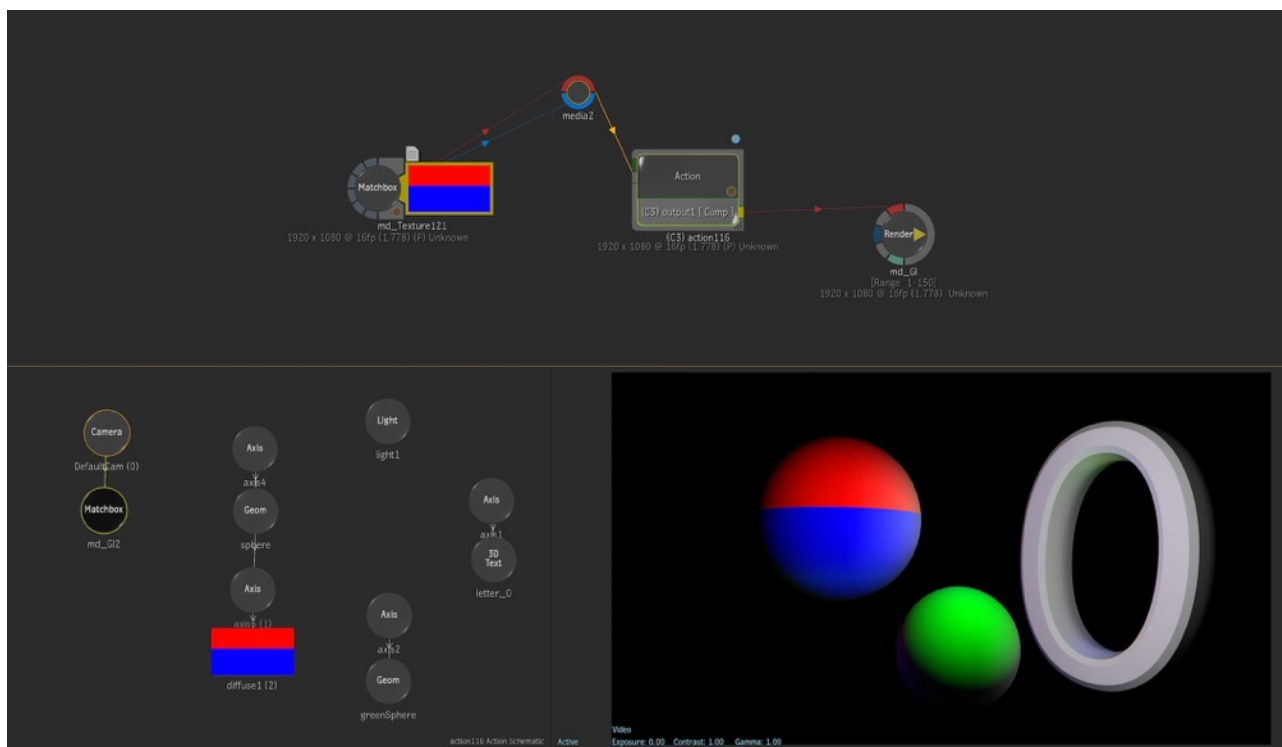 media2
Matchbox
md_Texture121
1920 x 1080 @ 16fp (1.778) (P) Unknown
Action
(C3) output1 [ Comp ]
(C3) action116
1920 x 1080 @ 16fp (1.778) (P) Unknown
Render
md_GI
[Range 1-150]
1920 x 1080 @ 16fp (1.778) Unknown
Camera
DefaultCam (0)
Matchbox
md_GI2
Axis
axis4
Geom
sphere
Axis
(1)
diffuse1 (2)
Light
light1
Axis
axis2
Geom
greenSphere
Axis
axis1
3D
Text
letter_O
action116 Action Schematic
Active
Video
Exposure: 0.00 Contrast: 1.00 Gamma: 1.00